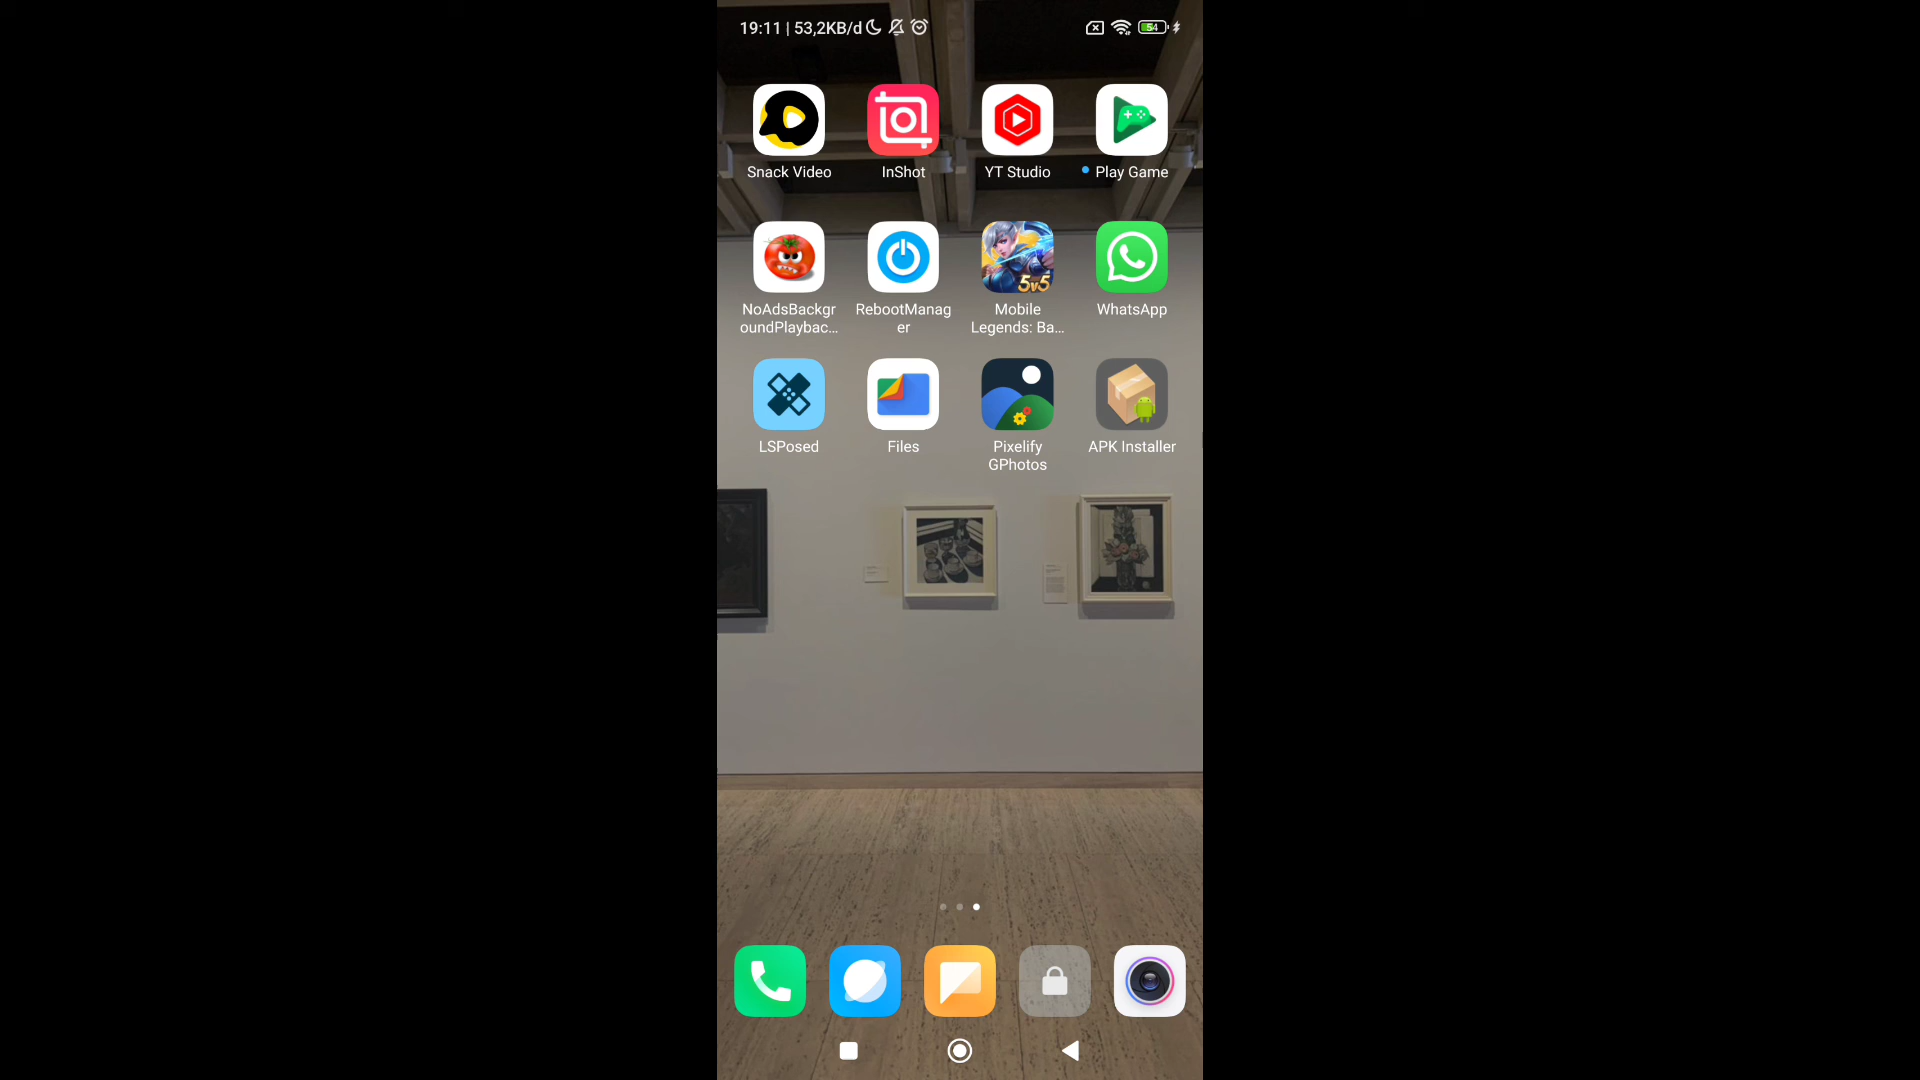 19:11 | 53,2KB/d
54
Snack Video
InShot
YT Studio
Play Game
NoAdsBackgr
oundPlaybac...
RebootManag
er
5v5
Mobile
Legends: Ba...
WhatsApp
LSPosed
Files
Pixelify
GPhotos
APK Installer